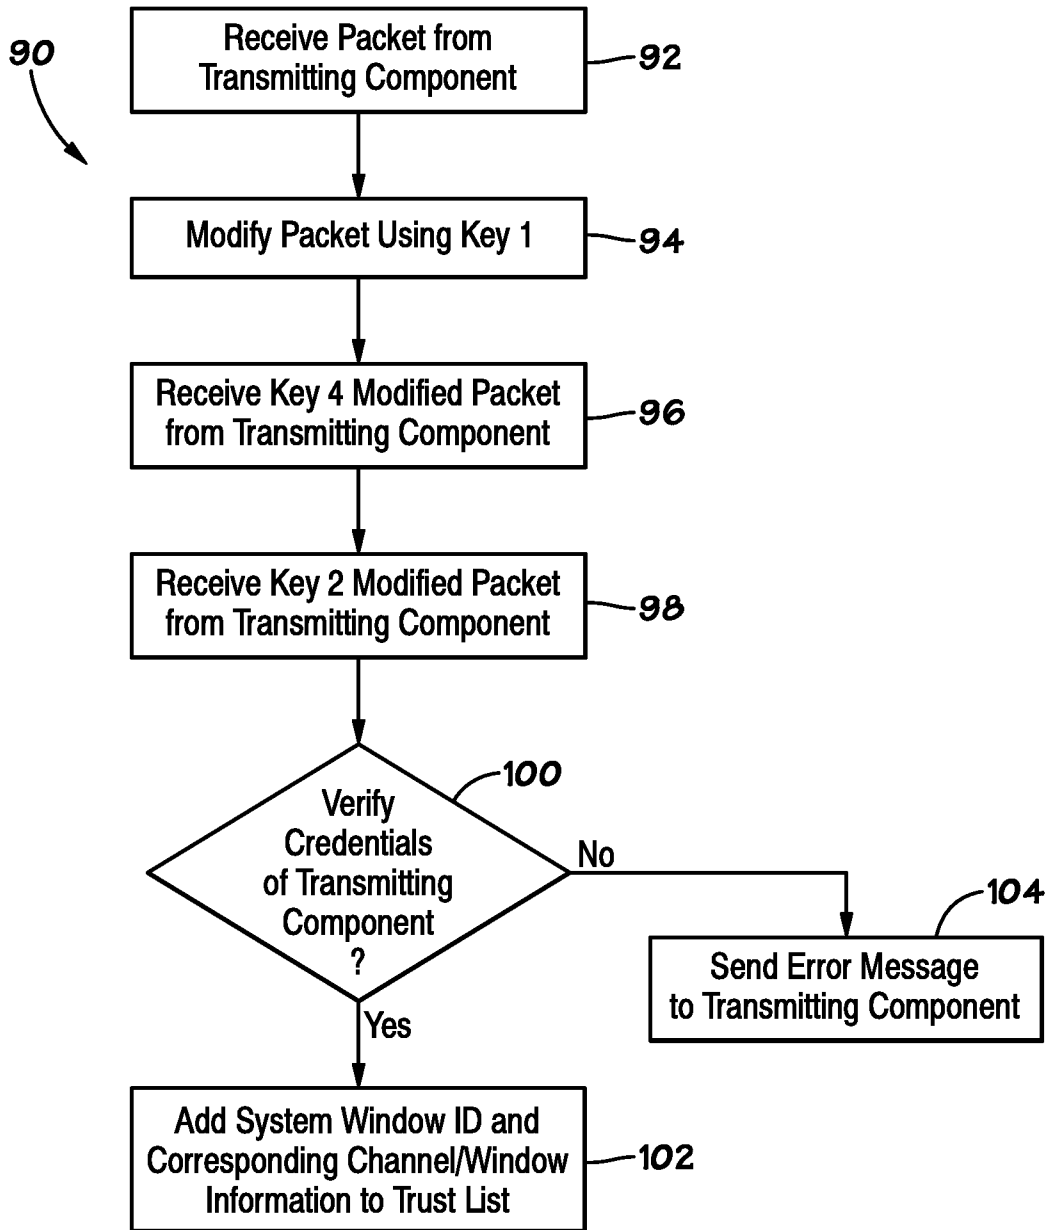 90
Receive Packet from
Transmitting Component
92
Modify Packet Using Key 1
94
Receive Key 4 Modified Packet
from Transmitting Component
96
Receive Key 2 Modified Packet
from Transmitting Component
98
Verify
Credentials
of Transmitting
Component
?
100
No
104
Send Error Message
to Transmitting Component
Yes
Add System Window ID and
Corresponding Channel/Window
Information to Trust List
102